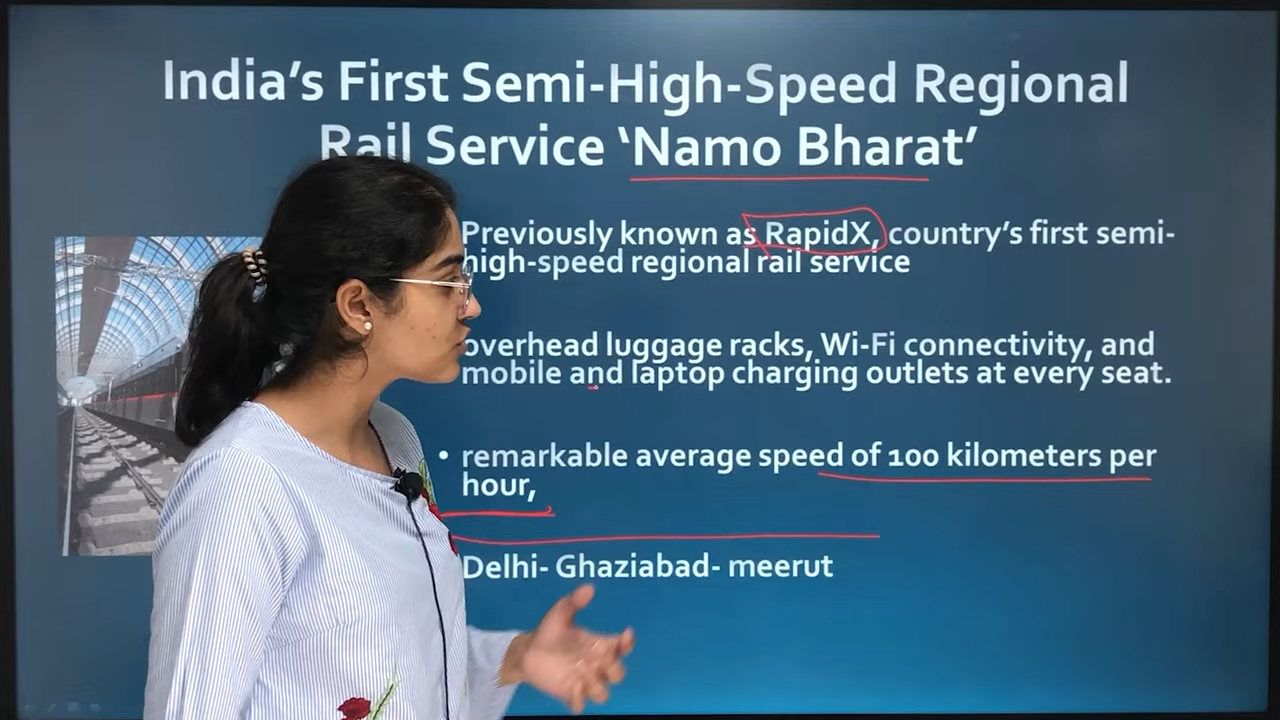 India's First Semi-High-Speed Regional
Rail Service ‘Namo Bharat’
Previously known as RapidX, country's first semi-
high-speed regional rail service
overhead luggage racks, Wi-Fi connectivity, and
mobile and laptop charging outlets at every seat.
• remarkable average speed of 100 kilometers per
hour,
Delhi- Ghaziabad- meerut